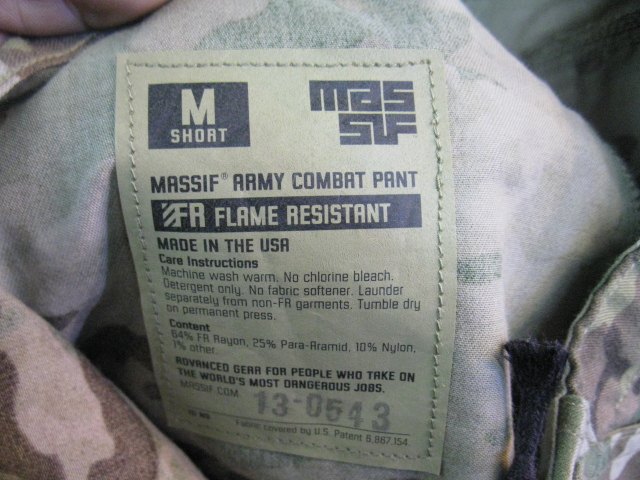 M
SHORT
massif
MASSIF® ARMY COMBAT PANT
FR FLAME RESISTANT
MADE IN THE USA
Care Instructions
Machine wash warm. No chlorine bleach.
Detergent only. No fabric softener. Launder
separately from non-FR garments. Tumble dry
on permanent press.
Content
64% FR Rayon, 25% Para-Aramid, 10% Nylon,
1% other.
ADVANCED GEAR FOR PEOPLE WHO TAKE ON
THE WORLD'S MOST DANGEROUS JOBS.
MASSIF.COM
13-0643
Fabric covered by U.S. Patent 6,867,154